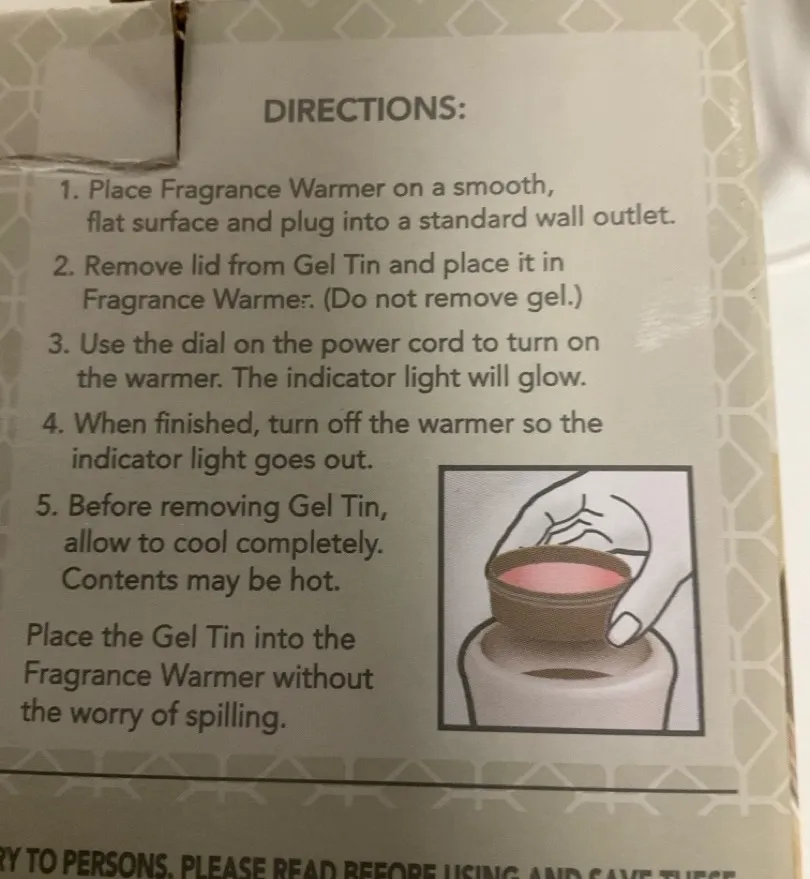 DIRECTIONS:
1. Place Fragrance Warmer on a smooth,
flat surface and plug into a standard wall outlet.
2. Remove lid from Gel Tin and place it in
Fragrance Warmer. (Do not remove gel.)
3. Use the dial on the power cord to turn on
the warmer. The indicator light will glow.
4. When finished, turn off the warmer so the
indicator light goes out.
5. Before removing Gel Tin,
allow to cool completely.
Contents may be hot.
Place the Gel Tin into the
Fragrance Warmer without
the worry of spilling.
TO PERSONS. PLEASE READ BEFORE USING AND SAVE THESE